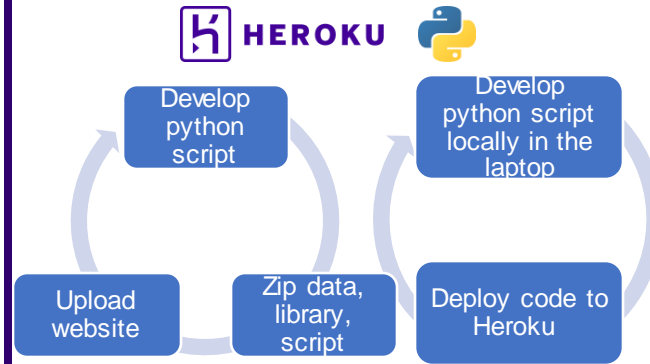 HEROKU
Develop
python
script
Zip data,
library,
script
Upload
website
Develop
python script
locally in the
laptop
Deploy code to
Heroku